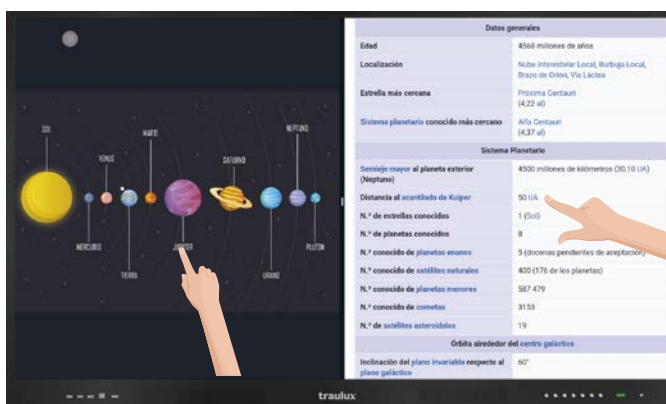 SOL
VENUS
MARTE
SATURNO
NEPTUNO
MERCURIO
TIERRA
JUPITER
URANO
PLUTON
Datos generales
Edad 4568 millones de años
Localización Nube Interestelar Local, Burbuja Local,
Brazo de Orión, Vía Láctea
Estrella más cercana Próxima Centauri
(4,22 al)
Sistema planetario conocido más cercano Alfa Centauri
(4,37 al)
Sistema Planetario
Semieje mayor al planeta exterior 4500 millones de kilómetros (30,10 UA)
(Neptuno)
Distancia al acantilado de Kuiper 50 UA
N.º de estrellas conocidas 1 (Sol)
N.º de planetas conocidos 8
N.º conocido de planetas enanos 5 (docenas pendientes de aceptación)
N.º conocido de satélites naturales 400 (176 de los planetas)
N.º conocido de planetas menores 587 479
N.º conocido de cometas 3153
N.º de satélites asteroidales 19
Órbita alrededor del centro galáctico
Inclinación del plano invariable respecto al 60°
plano galáctico
traulux